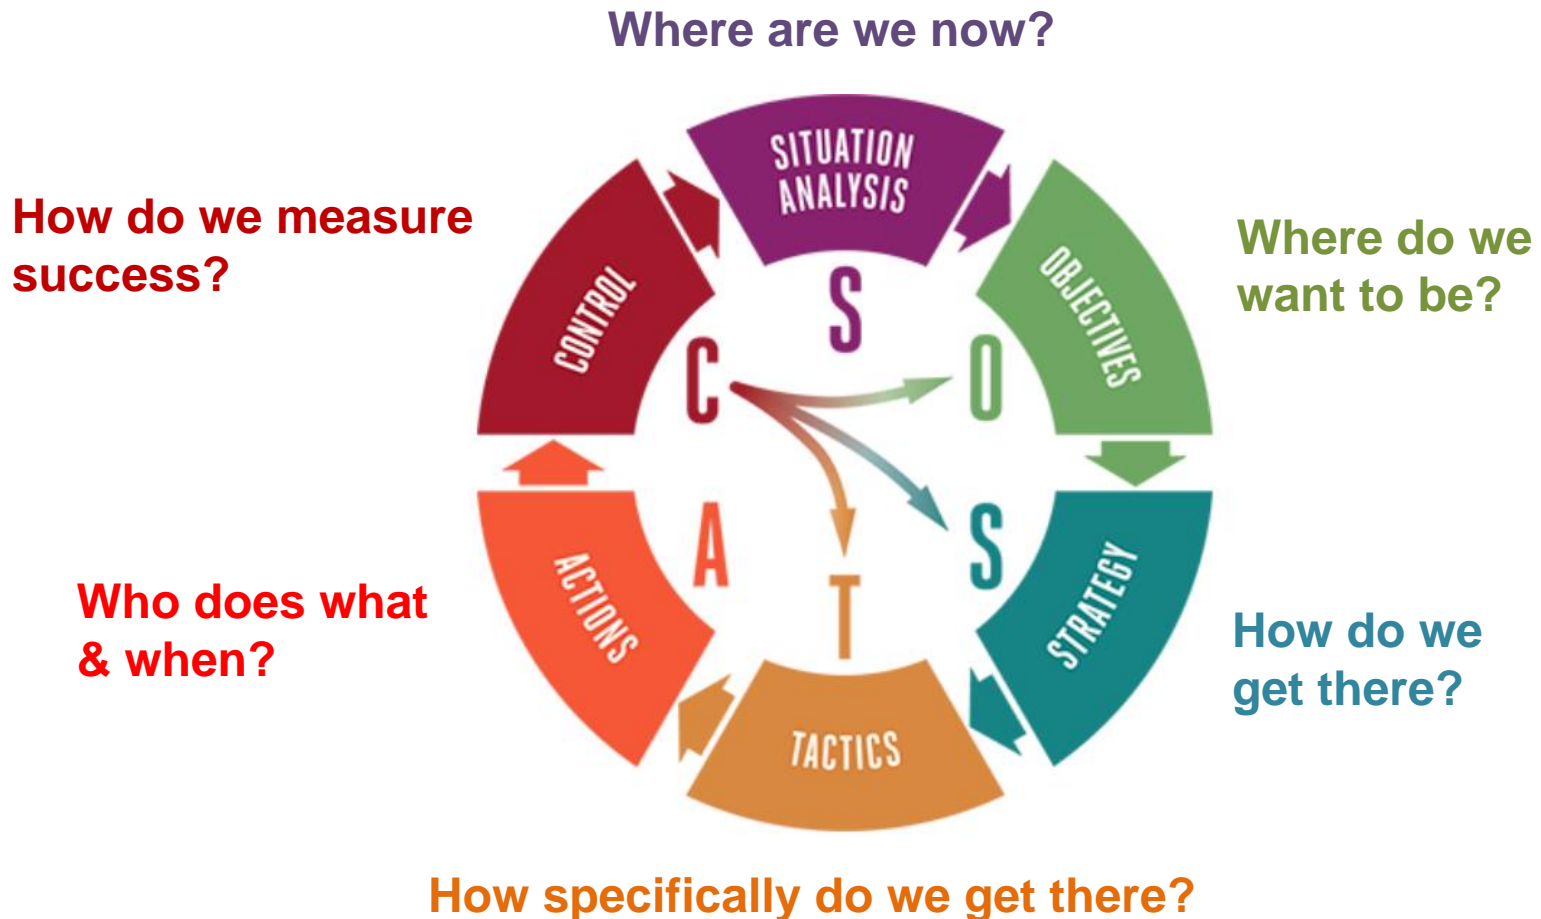 Where are we now?
SITUATION
ANALYSIS
S
Where do we
want to be?
OBJECTIVES
O
How do we
get there?
STRATEGY
S
How specifically do we get there?
TACTICS
T
Who does what
& when?
ACTIONS
A
How do we measure
success?
CONTROL
C